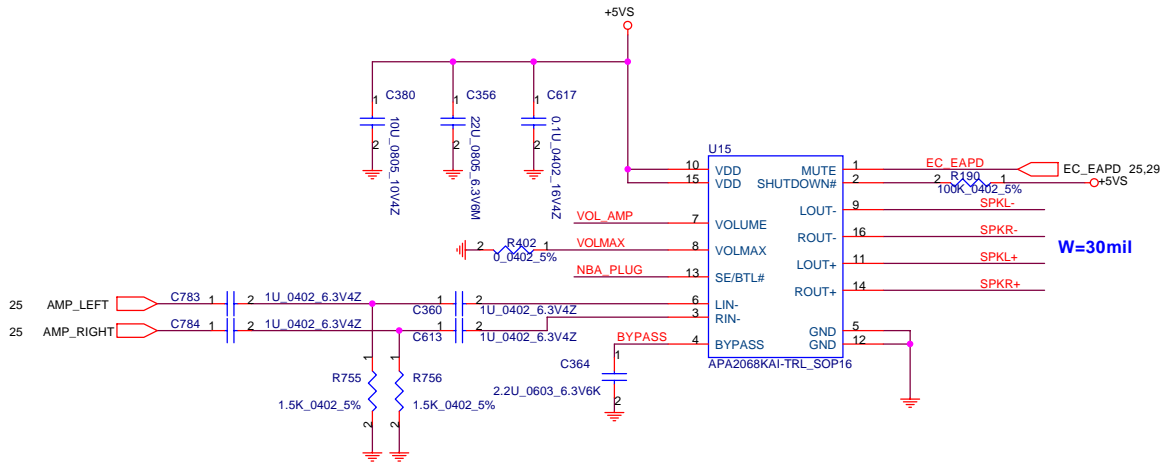 +5VS
1
C380
10U_0805_10V4Z
2
1
C356
22U_0805_6.3V6M
2
1
C617
0.1U_0402_16V4Z
2
U15
10
VDD
15
VDD
MUTE
1
EC_EAPD
EC_EAPD 25,29
SHUTDOWN#
2
2
R190
1
+5VS
100K_0402_5%
VOL_AMP
7
VOLUME
LOUT-
9
SPKL-
2
R402
1
VOLMAX
8
VOLMAX
0_0402_5%
ROUT-
16
SPKR-
W=30mil
NBA_PLUG
13
SE/BTL#
LOUT+
11
SPKL+
ROUT+
14
SPKR+
25 AMP_LEFT
C783
1
2
1U_0402_6.3V4Z
1
C360
2
1U_0402_6.3V4Z
6
LIN-
25 AMP_RIGHT
C784
1
2
1U_0402_6.3V4Z
1
C613
2
1U_0402_6.3V4Z
3
RIN-
GND
5
GND
12
BYPASS
4
BYPASS
APA2068KAI-TRL_SOP16
1
C364
2.2U_0603_6.3V6K
2
1
R755
1.5K_0402_5%
2
1
R756
1.5K_0402_5%
2